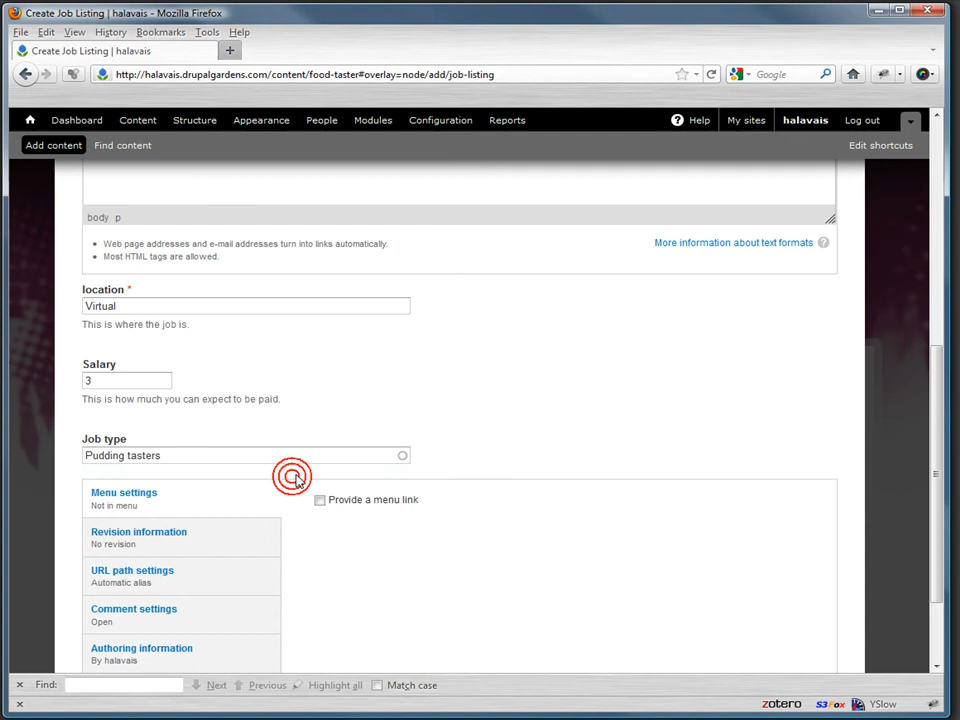 Create Job Listing | halavais - Mozilla Firefox
File Edit View History Bookmarks Tools Help
Create Job Listing | halavais
http://halavais.drupalgardens.com/content/food-taster#overlay=node/add/job-listing
Google
Dashboard Content Structure Appearance People Modules Configuration Reports
Help My sites halavais Log out
Add content Find content
Edit shortcuts
body p
Web page addresses and e-mail addresses turn into links automatically.
More information about text formats ?
Most HTML tags are allowed.
location *
Virtual
This is where the job is.
Salary
3
This is how much you can expect to be paid.
Job type
Pudding tasters
Menu settings
Not in menu
Provide a menu link
Revision information
No revision
URL path settings
Automatic alias
Comment settings
Open
Authoring information
By halavais
Find: Next Previous Highlight all Match case
zotero S3Fox YSlow